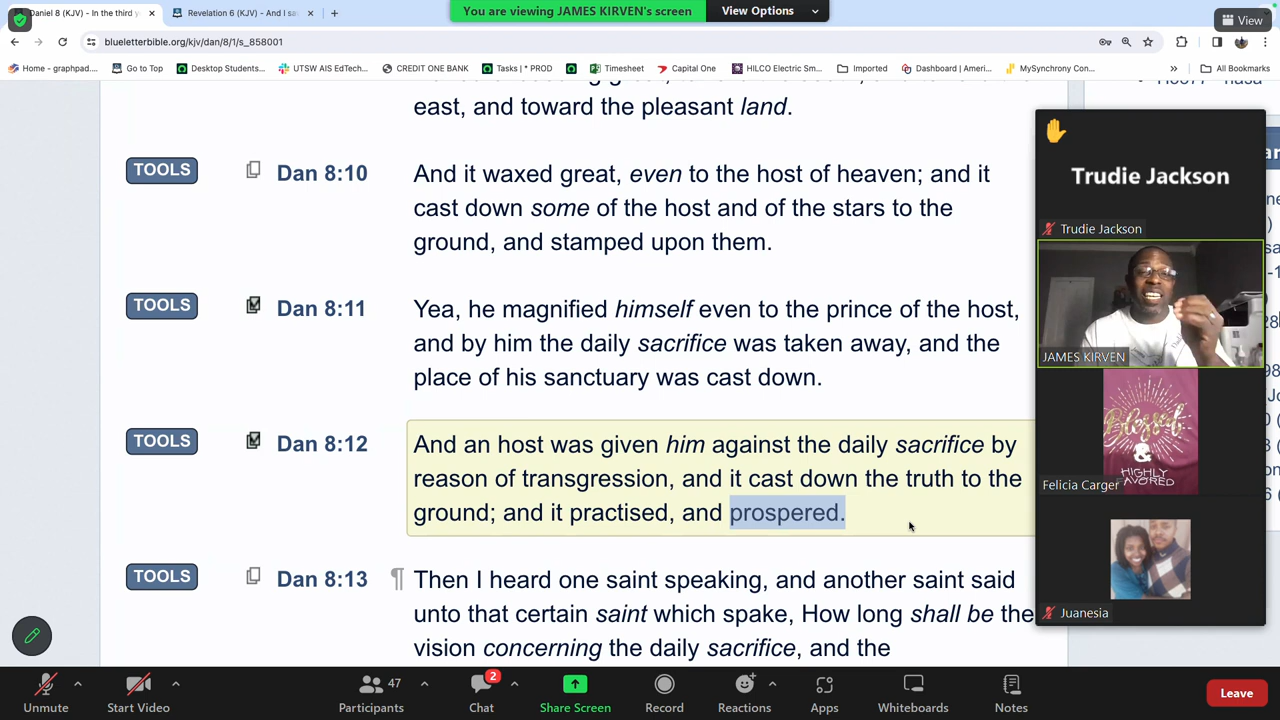 Daniel 8 (KJV) - In the third y
Revelation 6 (KJV) - And I sa
You are viewing JAMES KIRVEN's screen
View Options
View
blueletterbible.org/kjv/dan/8/1/s_858001
Home - graphpad....
Go to Top
Desktop Students...
UTSW AIS EdTech...
CREDIT ONE BANK
Tasks | * PROD
Timesheet
Capital One
HILCO Electric Sm...
Imported
Dashboard | Ameri...
MySynchrony Con...
»
All Bookmarks
east, and toward the pleasant land.
TOOLS
Dan 8:10
And it waxed great, even to the host of heaven; and it
cast down some of the host and of the stars to the
ground, and stamped upon them.
TOOLS
Dan 8:11
Yea, he magnified himself even to the prince of the host,
and by him the daily sacrifice was taken away, and the
place of his sanctuary was cast down.
TOOLS
Dan 8:12
And an host was given him against the daily sacrifice by
reason of transgression, and it cast down the truth to the
ground; and it practised, and prospered.
TOOLS
Dan 8:13
¶ Then I heard one saint speaking, and another saint said
unto that certain saint which spake, How long shall be the
vision concerning the daily sacrifice, and the
Trudie Jackson
Trudie Jackson
JAMES KIRVEN
Blessed
&
HIGHLY
FAVORED
Felicia Carger
Juanesia
Unmute
Start Video
47
Participants
2
Chat
Share Screen
Record
Reactions
Apps
Whiteboards
Notes
Leave